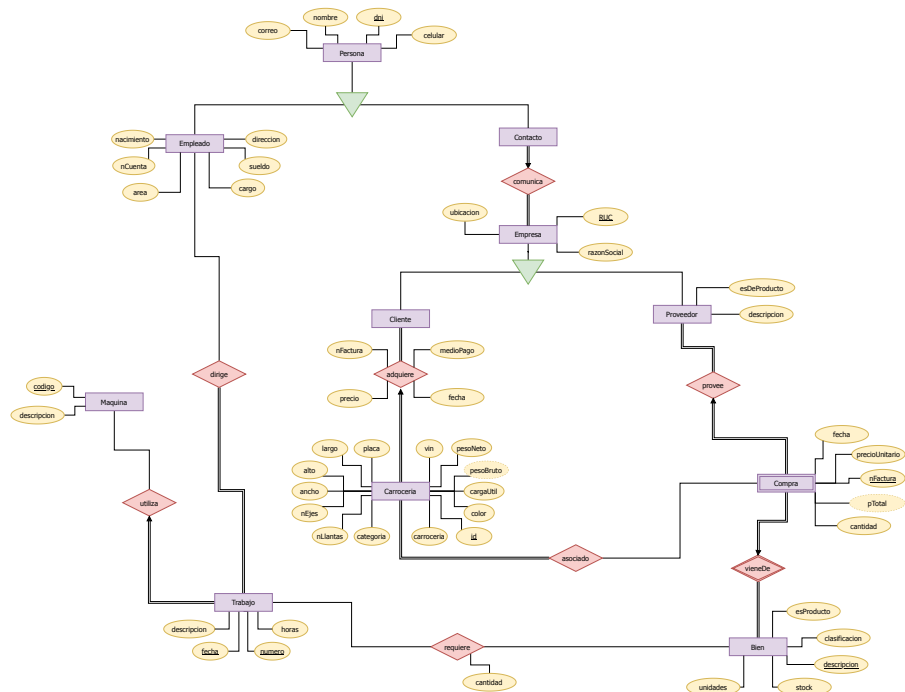 nombre
dni
correo
celular
Persona
nacimiento
Empleado
direccion
nCuenta
sueldo
area
cargo
Contacto
comunica
ubicacion
RUC
Empresa
razonSocial
esDeProducto
Cliente
Proveedor
descripcion
nFactura
medioPago
adquiere
dirige
precio
fecha
provee
codigo
Maquina
descripcion
largo
placa
vin
pesoNeto
alto
pesoBruto
ancho
Carroceria
cargaUtil
nEjes
color
nLlantas
categoria
carroceria
id
fecha
precioUnitario
nFactura
Compra
pTotal
cantidad
utiliza
asociado
vieneDe
Trabajo
descripcion
horas
fecha
numero
requiere
cantidad
esProducto
clasificacion
Bien
descripcion
unidades
stock